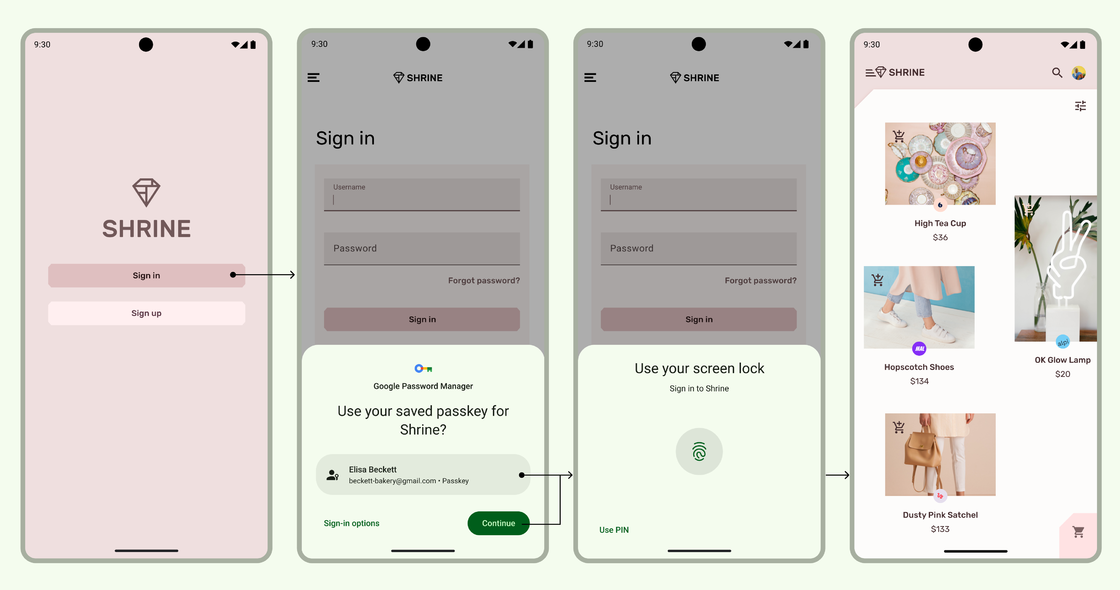 9:30
SHRINE
Sign in
Sign up
9:30
SHRINE
Sign in
Username
Password
Forgot password?
Sign in
Google Password Manager
Use your saved passkey for
Shrine?
Elisa Beckett
beckett-bakery@gmail.com • Passkey
Sign-in options
Continue
9:30
SHRINE
Sign in
Username
Password
Forgot password?
Sign in
Use your screen lock
Sign in to Shrine
Use PIN
9:30
SHRINE
High Tea Cup
$36
OK Glow Lamp
$20
Hopscotch Shoes
$134
Dusty Pink Satchel
$133